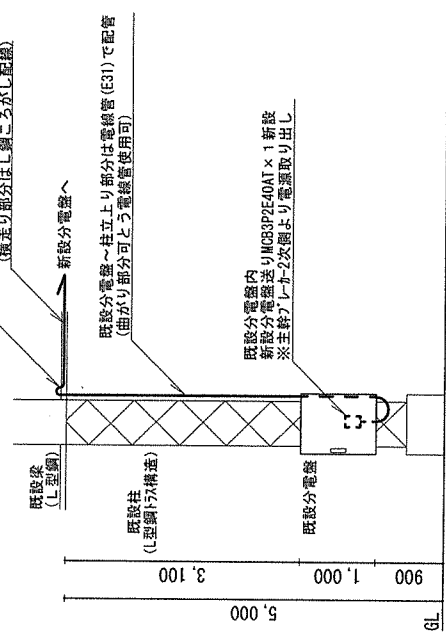 (横走り部分はL鋼ころがし配線)
新設分電盤へ
既設分電盤~柱立上り部分は電線管(E31)で配管
(曲がり部分可とう電線管使用可)
既設分電盤内
新設分電盤送りMCB3P2E40AT×1新設
※主幹ブレーカー2次側より電源取り出し
既設梁
(L型鋼)
既設柱
(L型鋼トラス構造)
既設分電盤
3,100
1,000
900
5,000
GL